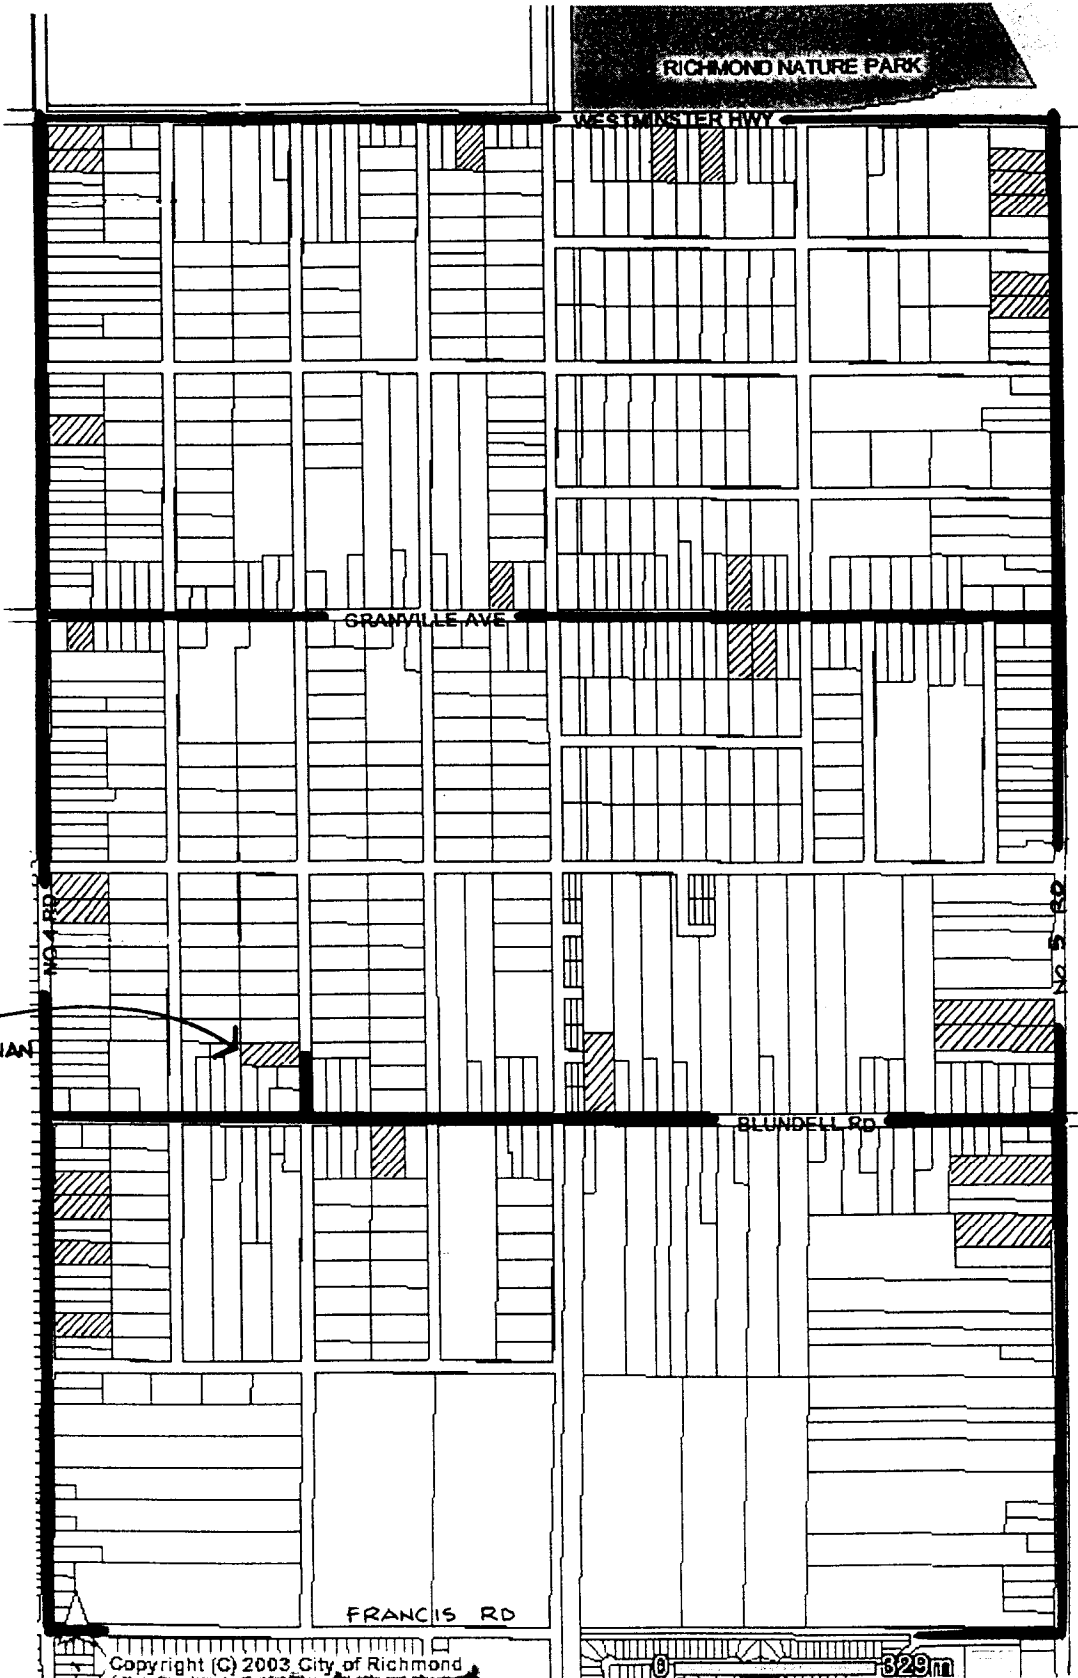 RICHMOND NATURE PARK
WESTMINSTER HWY
GRANVILLE AVE
NO 4 RD
NO 5 RD
BLUNDELL RD
FRANCIS RD
Copyright (C) 2003 City of Richmond
0 329m